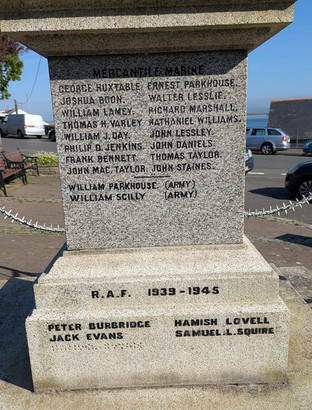 MERCANTILE MARINE
GEORGE HUXTABLE. ERNEST PARKHOUSE.
JOSHUA BOON. WALTER LESSLIE.
WILLIAM LAMEY. RICHARD MARSHALL.
THOMAS H. VARLEY. NATHANIEL WILLIAMS.
WILLIAM J. DAY. JOHN LESSLEY.
PHILIP D. JENKINS. JOHN DANIELS.
FRANK BENNETT. THOMAS TAYLOR.
JOHN MAC. TAYLOR. JOHN STAINES.
WILLIAM PARKHOUSE (ARMY)
WILLIAM SCILLY (ARMY)
R.A.F. 1939-1945
PETER BURBRIDGE HAMISH LOVELL
JACK EVANS SAMUEL.L.SQUIRE